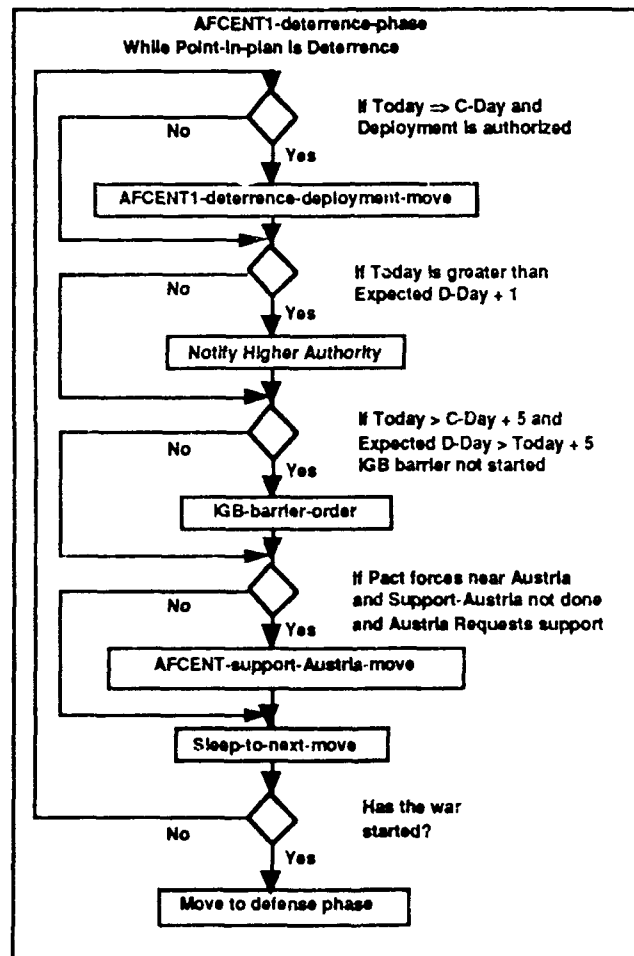 AFCENT1-deterrence-phase
While Point-in-plan is Deterrence
If Today => C-Day and
Deployment is authorized
No
Yes
AFCENT1-deterrence-deployment-move
If Today is greater than
Expected D-Day + 1
No
Yes
Notify Higher Authority
If Today > C-Day + 5 and
Expected D-Day > Today + 5
IGB barrier not started
No
Yes
IGB-barrier-order
If Pact forces near Austria
and Support-Austria not done
and Austria Requests support
No
Yes
AFCENT-support-Austria-move
Sleep-to-next-move
Has the war
started?
No
Yes
Move to defense phase